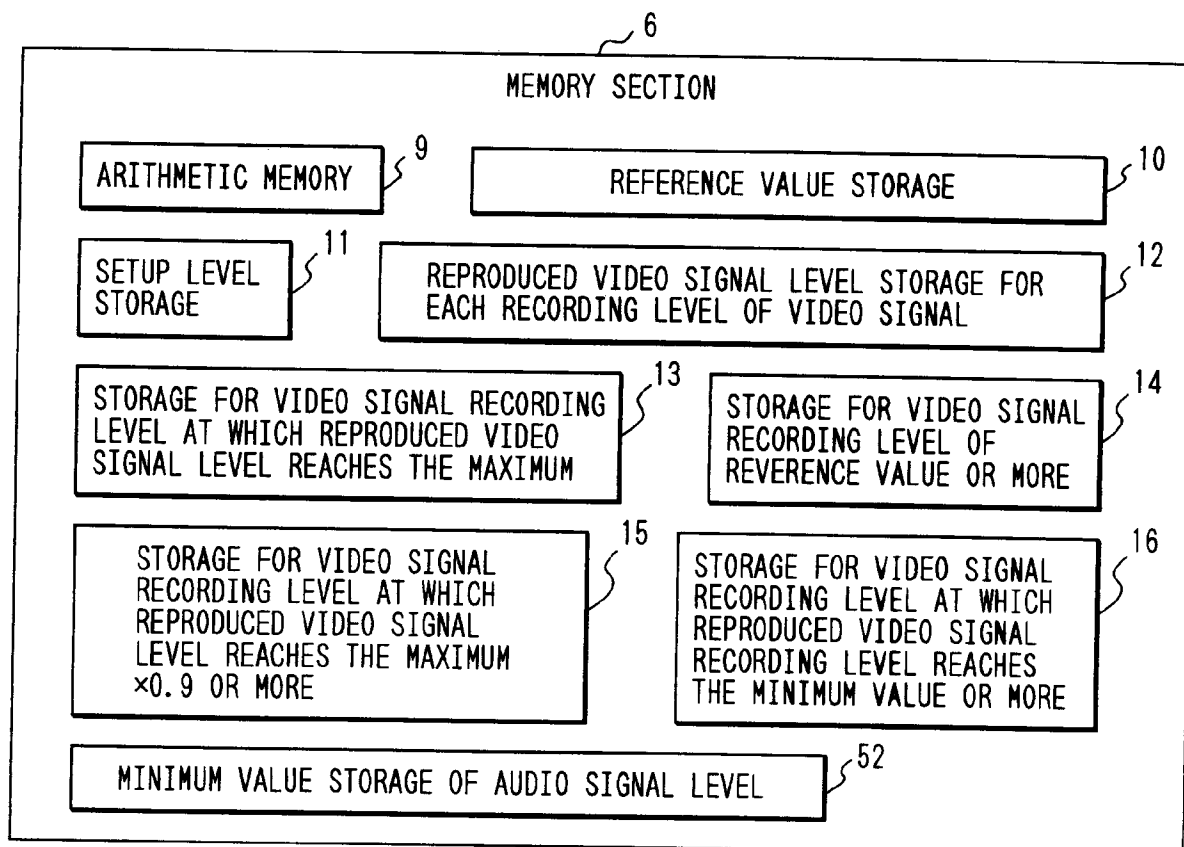 6
MEMORY SECTION
ARITHMETIC MEMORY
9
REFERENCE VALUE STORAGE
10
SETUP LEVEL
STORAGE
11
REPRODUCED VIDEO SIGNAL LEVEL STORAGE FOR
EACH RECORDING LEVEL OF VIDEO SIGNAL
12
STORAGE FOR VIDEO SIGNAL RECORDING
LEVEL AT WHICH REPRODUCED VIDEO
SIGNAL LEVEL REACHES THE MAXIMUM
13
STORAGE FOR VIDEO SIGNAL
RECORDING LEVEL OF
REVERENCE VALUE OR MORE
14
STORAGE FOR VIDEO SIGNAL
RECORDING LEVEL AT WHICH
REPRODUCED VIDEO SIGNAL
LEVEL REACHES THE MAXIMUM
×0.9 OR MORE
15
STORAGE FOR VIDEO SIGNAL
RECORDING LEVEL AT WHICH
REPRODUCED VIDEO SIGNAL
RECORDING LEVEL REACHES
THE MINIMUM VALUE OR MORE
16
MINIMUM VALUE STORAGE OF AUDIO SIGNAL LEVEL
52